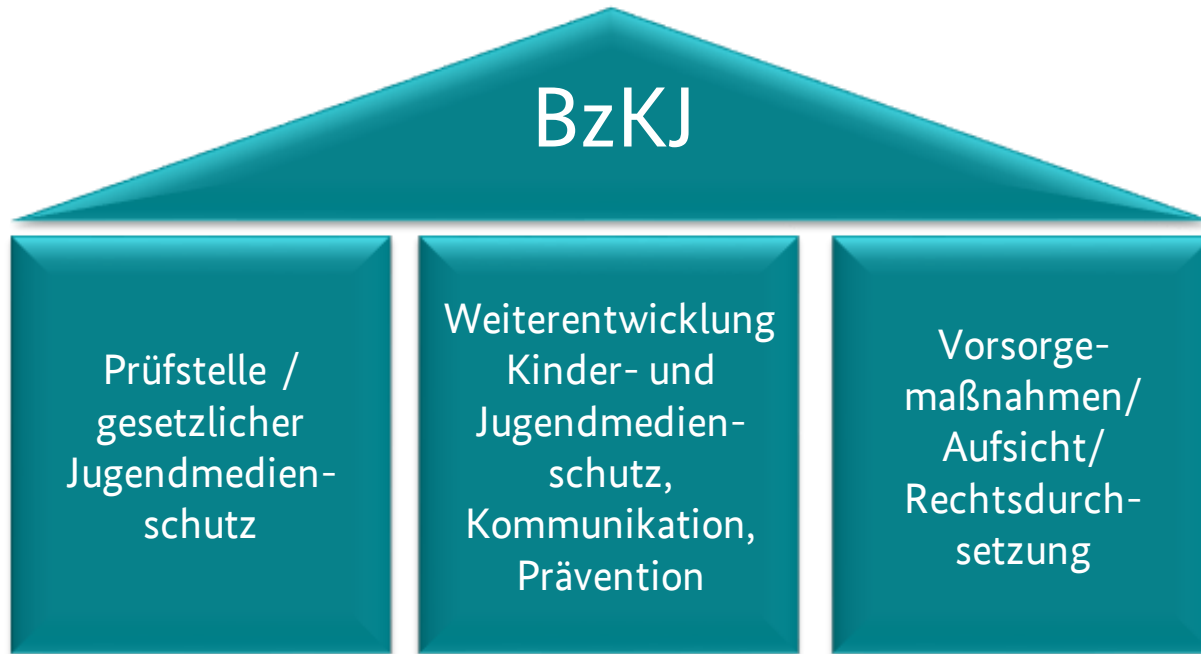 BzKJ
Prüfstelle /
gesetzlicher
Jugendmedien-
schutz
Weiterentwicklung
Kinder- und
Jugendmedien-
schutz,
Kommunikation,
Prävention
Vorsorge-
maßnahmen/
Aufsicht/
Rechtsdurch-
setzung